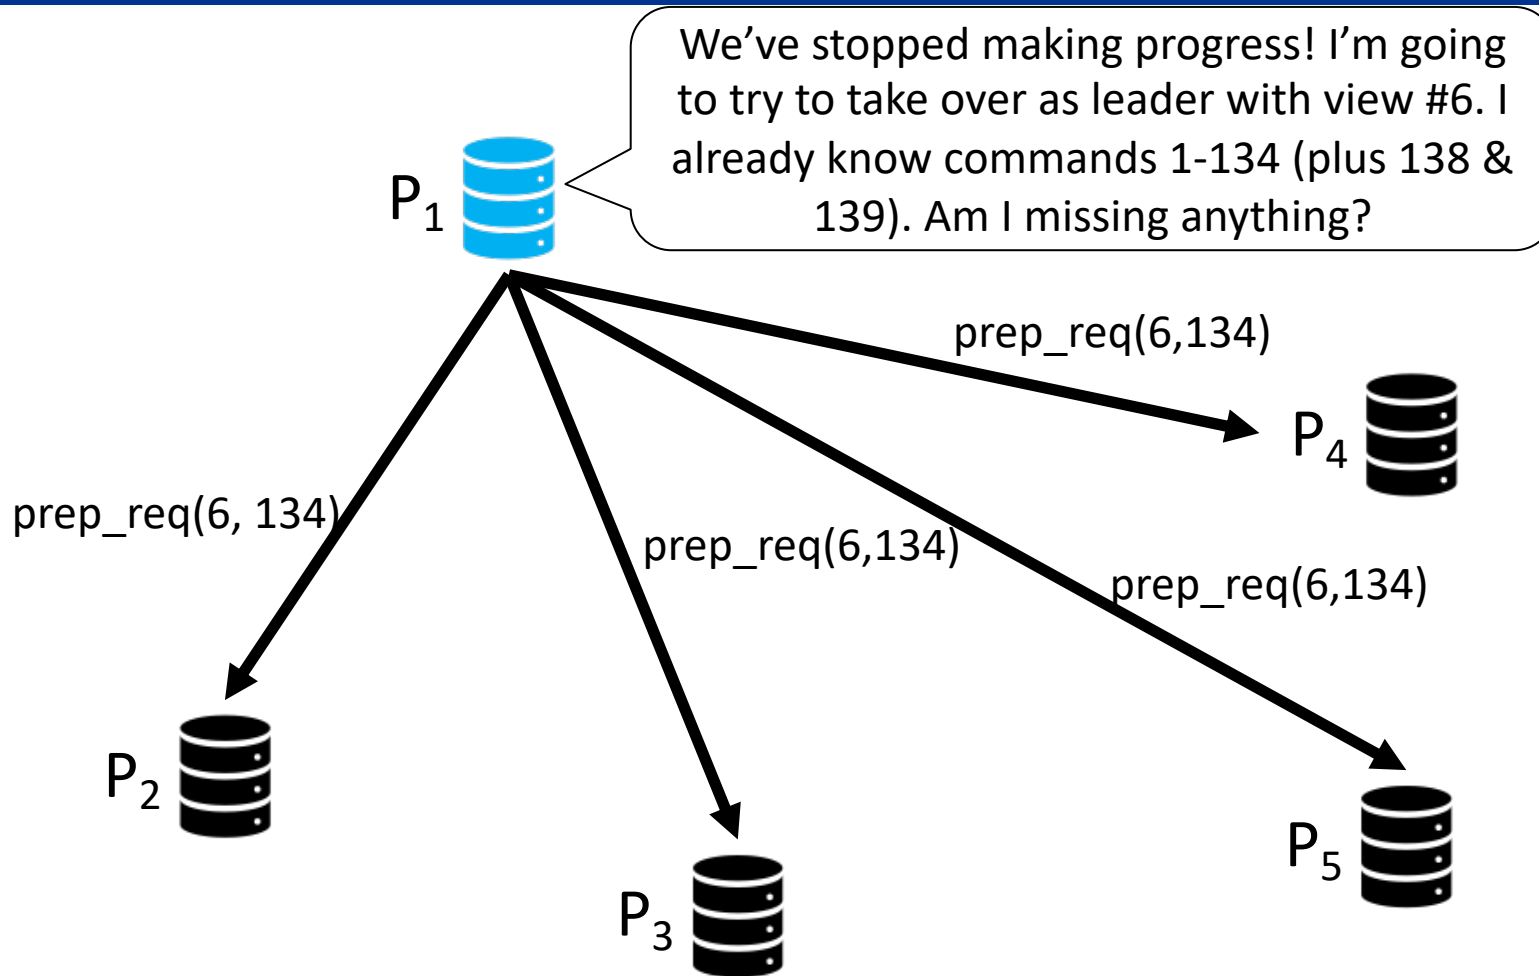 We’ve stopped making progress! I’m going
to try to take over as leader with view #6. I
already know commands 1-134 (plus 138 &
139). Am I missing anything?
P1
prep_req(6,134)
P4
prep_req(6, 134)
prep_req(6,134)
prep_req(6,134)
P2
P5
P3